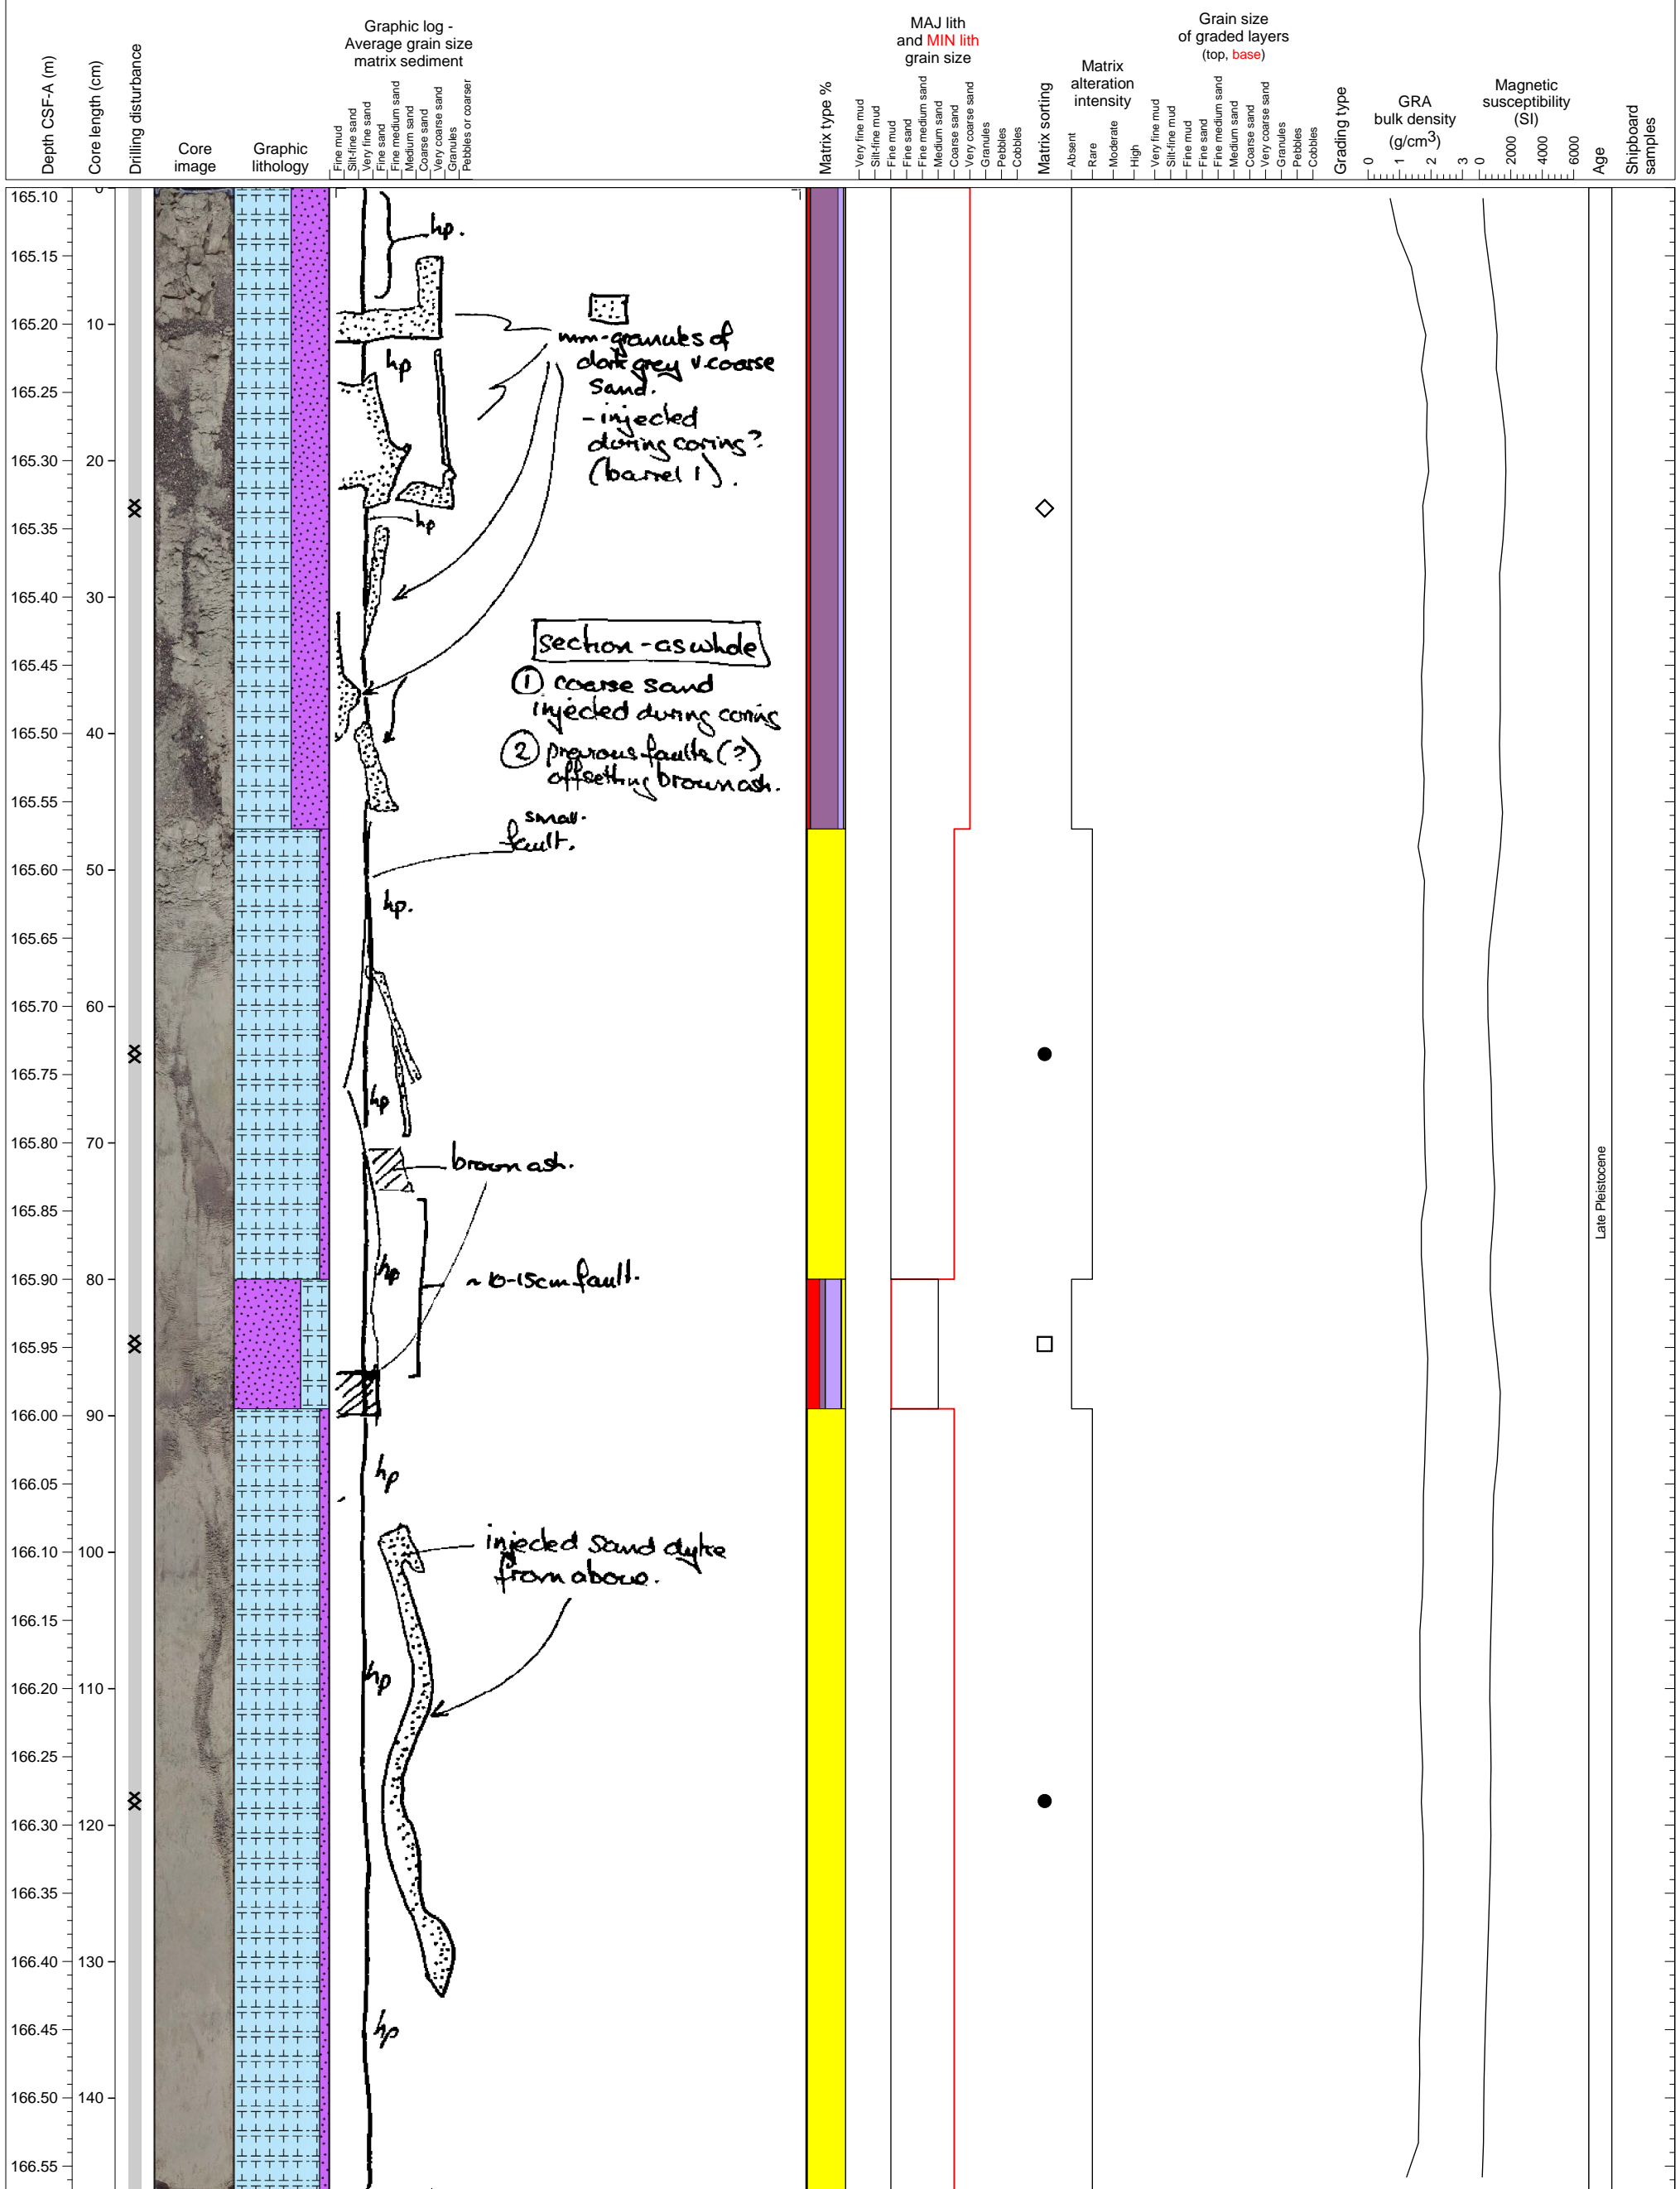 Depth CSF-A (m)
Core length (cm)
Drilling disturbance
Core
image
Graphic
lithology
Graphic log -
Average grain size
matrix sediment
Fine mud
Silt-fine sand
Very fine sand
Fine sand
Fine medium sand
Medium sand
Coarse sand
Very coarse sand
Granules
Pebbles or coarser
Matrix type %
MAJ lith
and MIN lith
grain size
Very fine mud
Silt-fine mud
Fine mud
Fine sand
Fine medium sand
Medium sand
Coarse sand
Very coarse sand
Granules
Pebbles
Cobbles
Matrix sorting
Matrix
alteration
intensity
Absent
Rare
Moderate
High
Grain size
of graded layers
(top, base)
Very fine mud
Silt-fine mud
Fine mud
Fine sand
Fine medium sand
Medium sand
Coarse sand
Very coarse sand
Granules
Pebbles
Cobbles
Grading type
GRA
bulk density
(g/cm3)
0 1 2 3
Magnetic
susceptibility
(SI)
0 2000 4000 6000
Age
Shipboard
samples
165.10
165.15
165.20
165.25
165.30
165.35
165.40
165.45
165.50
165.55
165.60
165.65
165.70
165.75
165.80
165.85
165.90
165.95
166.00
166.05
166.10
166.15
166.20
166.25
166.30
166.35
166.40
166.45
166.50
166.55
0
10
20
30
40
50
60
70
80
90
100
110
120
130
140
hp.
mm-granules of
dark grey v.coarse
sand.
- injected
during coring?
(barrel 1).
hp
hp
section - as whole
① coarse sand
injected during coring
② previous faults (?)
offsetting brown ash.
small.
fault.
hp.
hp
brown ash.
hp
~ 10-15cm fault.
hp
injected sand dyke
from above.
hp
hp
Late Pleistocene